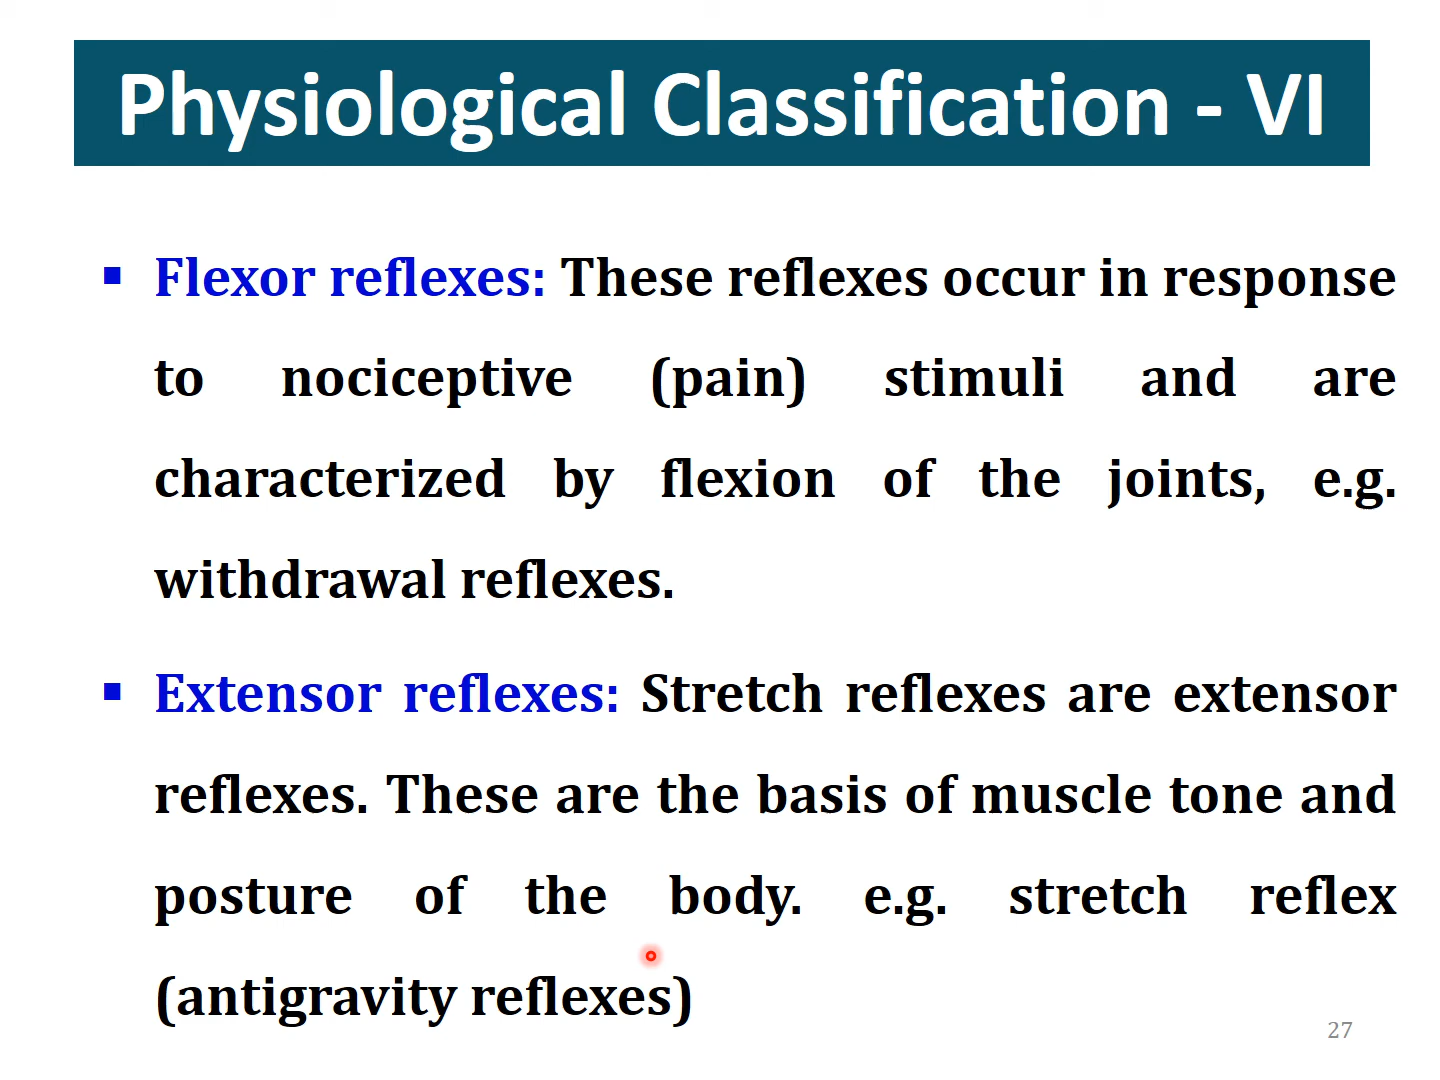 Physiological Classification - VI
▪ Flexor reflexes: These reflexes occur in response
to nociceptive (pain) stimuli and are
characterized by flexion of the joints, e.g.
withdrawal reflexes.
▪ Extensor reflexes: Stretch reflexes are extensor
reflexes. These are the basis of muscle tone and
posture of the body. e.g. stretch reflex
(antigravity reflexes)
27